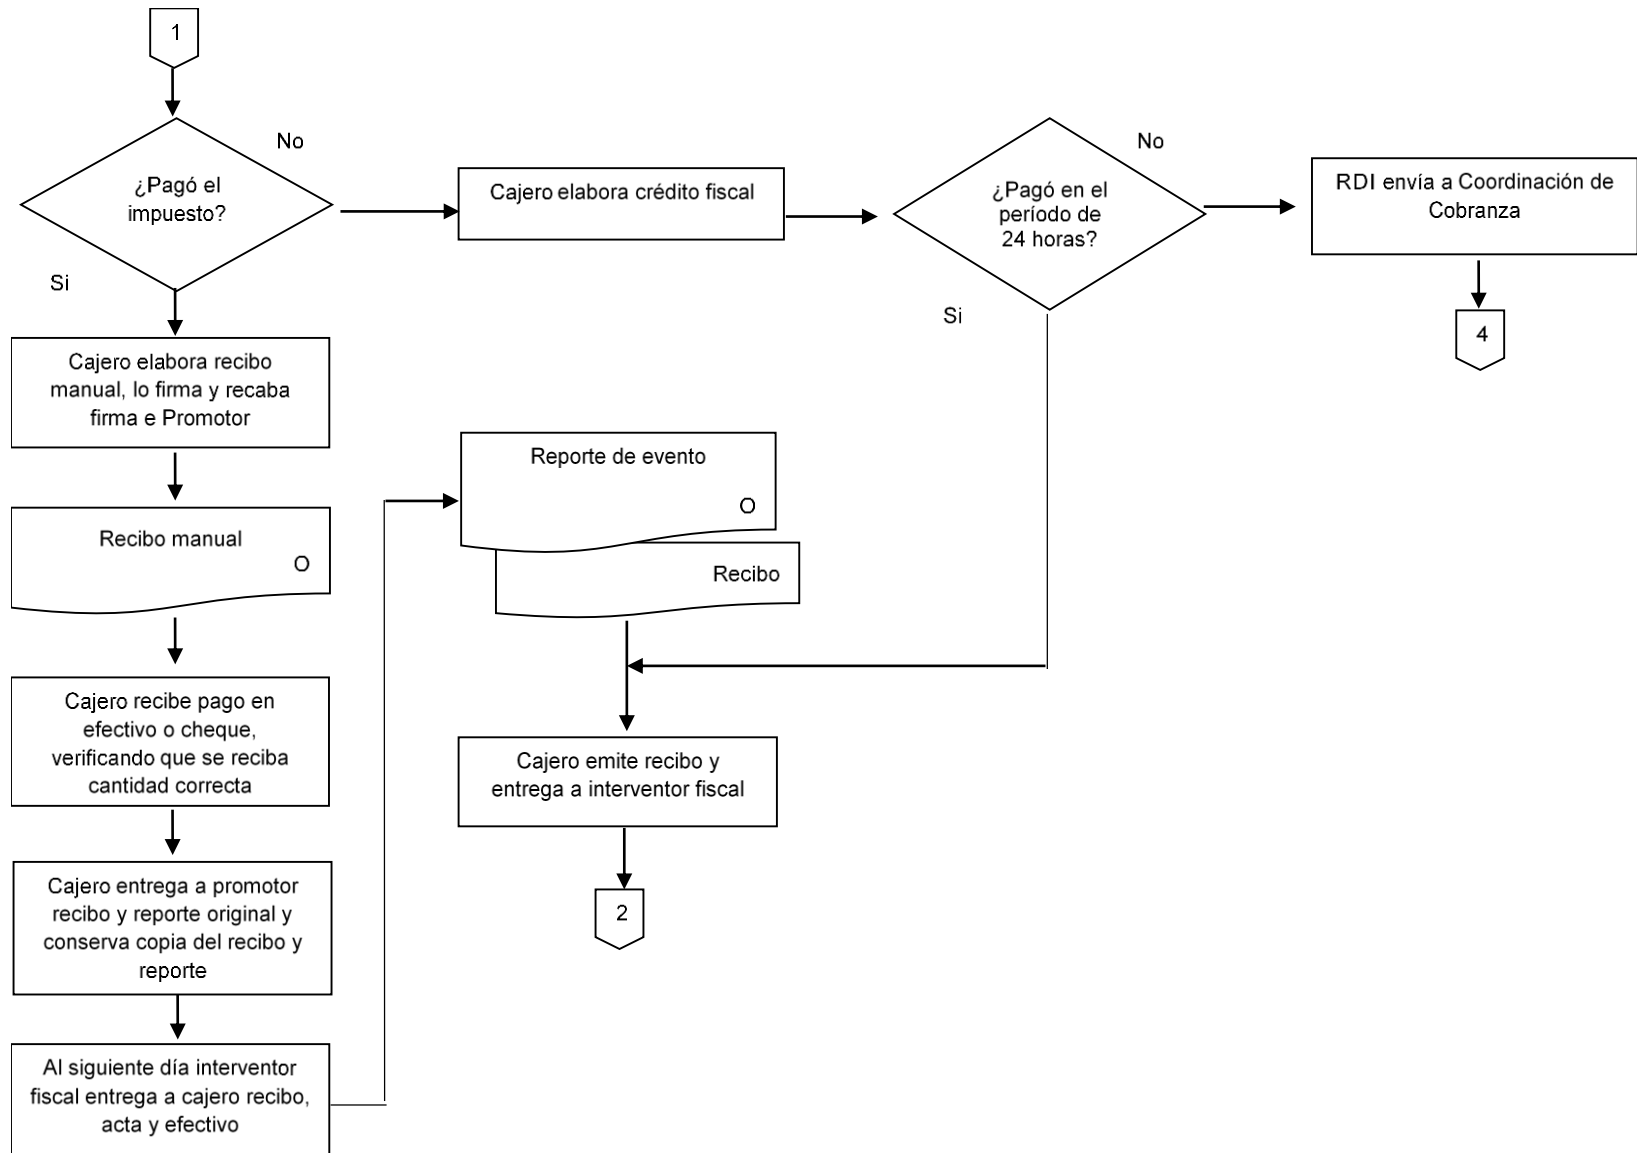 1
No
¿Pagó el
impuesto?
Si
Cajero elabora crédito fiscal
No
¿Pagó en el
período de
24 horas?
Si
RDI envía a Coordinación de
Cobranza
4
Cajero elabora recibo
manual, lo firma y recaba
firma e Promotor
Recibo manual
O
Cajero recibe pago en
efectivo o cheque,
verificando que se reciba
cantidad correcta
Cajero entrega a promotor
recibo y reporte original y
conserva copia del recibo y
reporte
Al siguiente día interventor
fiscal entrega a cajero recibo,
acta y efectivo
Reporte de evento
O
Recibo
Cajero emite recibo y
entrega a interventor fiscal
2